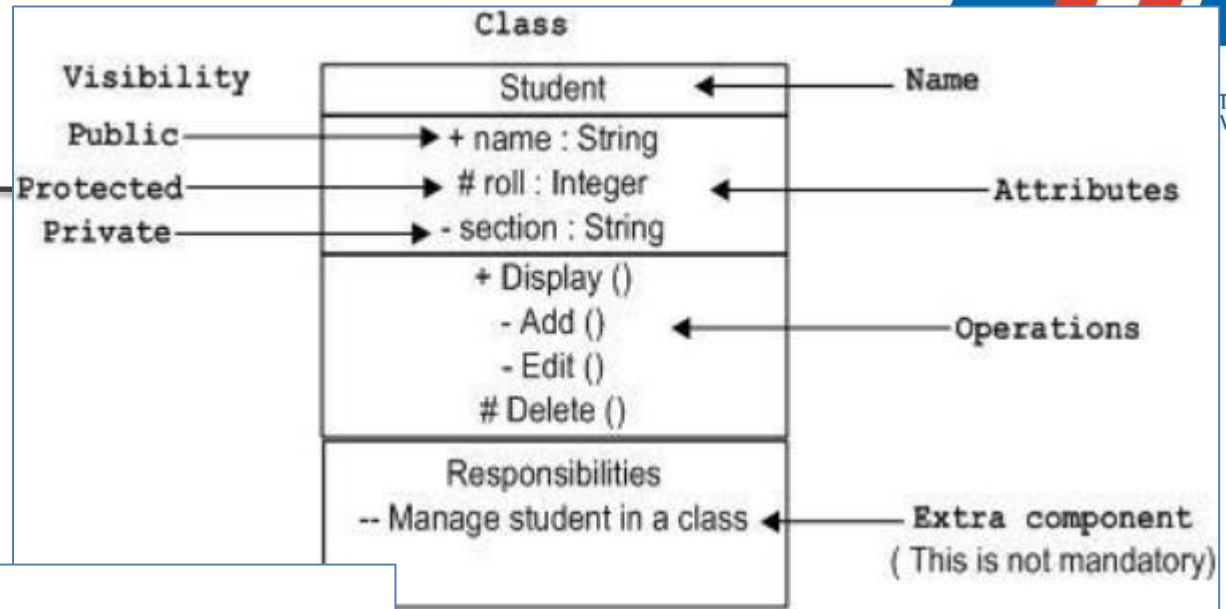 Class
Visibility
Student
Name
Public
+ name : String
Protected
# roll : Integer
Attributes
Private
- section : String
+ Display ()
- Add ()
Operations
- Edit ()
# Delete ()
Responsibilities
-- Manage student in a class
Extra component
( This is not mandatory)